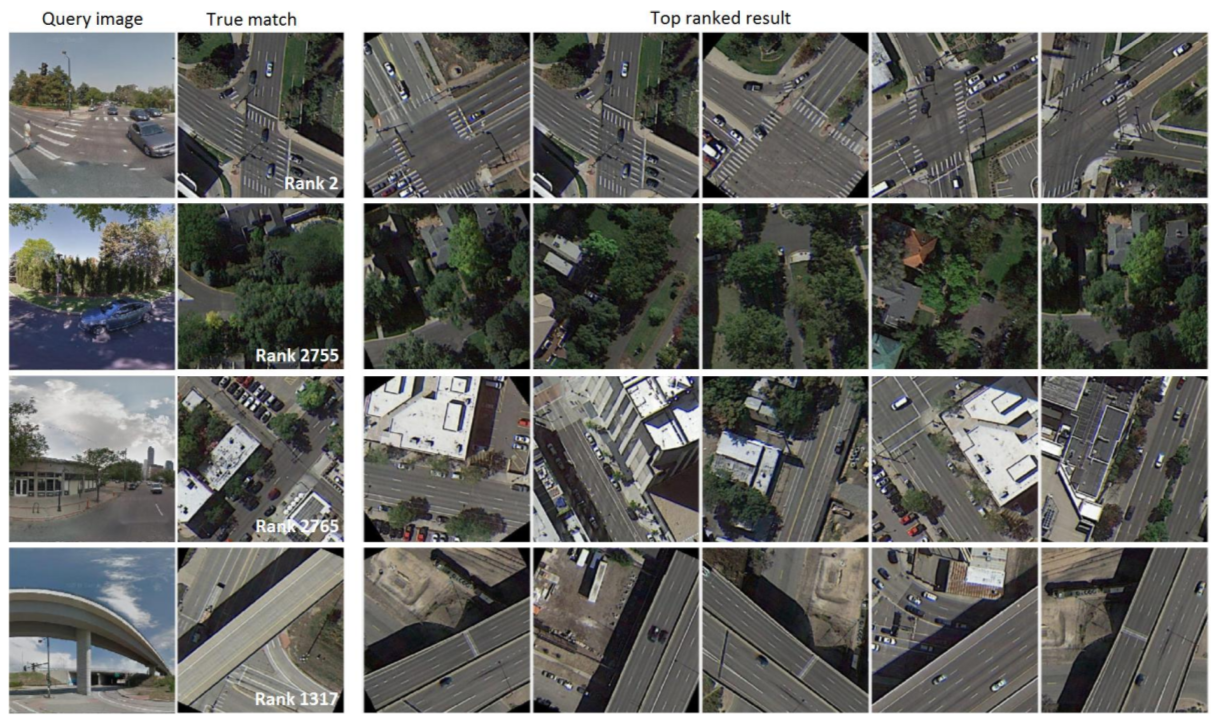 Query image
True match
Top ranked result
Rank 2
Rank 2755
Rank 2765
Rank 1317